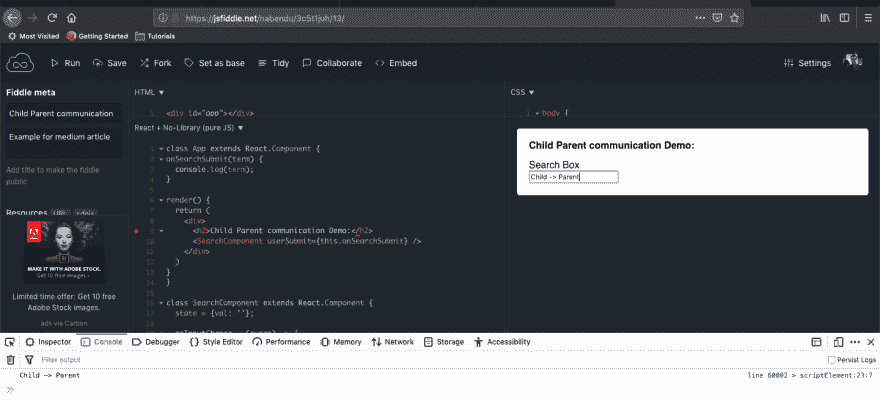 https://jsfiddle.net/nabendu/3c5t1juh/13/
Most Visited Getting Started Tutorials
Run Save Fork Set as base Tidy Collaborate Embed Settings
Fiddle meta
Child Parent communication
Example for medium article
Add title to make the fiddle
public
Resources URL cdnjs
MAKE IT WITH ADOBE STOCK.
Get 10 free images ›
Limited time offer: Get 10 free
Adobe Stock images.
ads via Carbon
HTML ▼
1 <div id="app"></div>
React + No-Library (pure JS) ▼
1 class App extends React.Component {
2 onSearchSubmit(term) {
3 console.log(term);
4 }
5
6 render() {
7 return (
8 <div>
9 <h2>Child Parent communication Demo:</h2>
10 <SearchComponent userSubmit={this.onSearchSubmit} />
11 </div>
12 )
13 }
14 }
15
16 class SearchComponent extends React.Component {
17 state = {val: ''};
18
CSS ▼
1 body {
Child Parent communication Demo:
Search Box
Child -> Parent
Inspector Console Debugger Style Editor Performance Memory Network Storage Accessibility
Filter output Persist Logs
Child -> Parent line 60802 > scriptElement:23:7